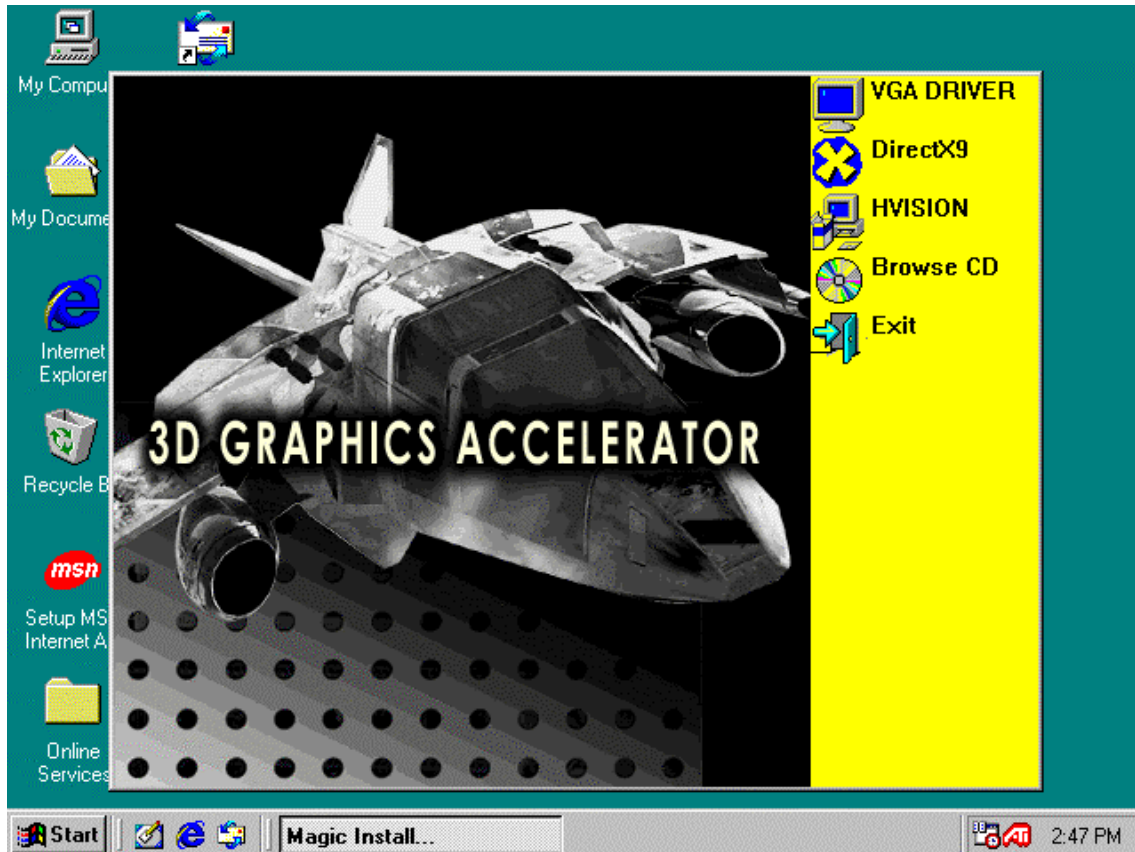 My Compu
My Docume
Internet
Explorer
Recycle B
msn
Setup MS
Internet A
Online
Services
3D GRAPHICS ACCELERATOR
VGA DRIVER
DirectX9
HVISION
Browse CD
Exit
Start
Magic Install...
ATI
2:47 PM